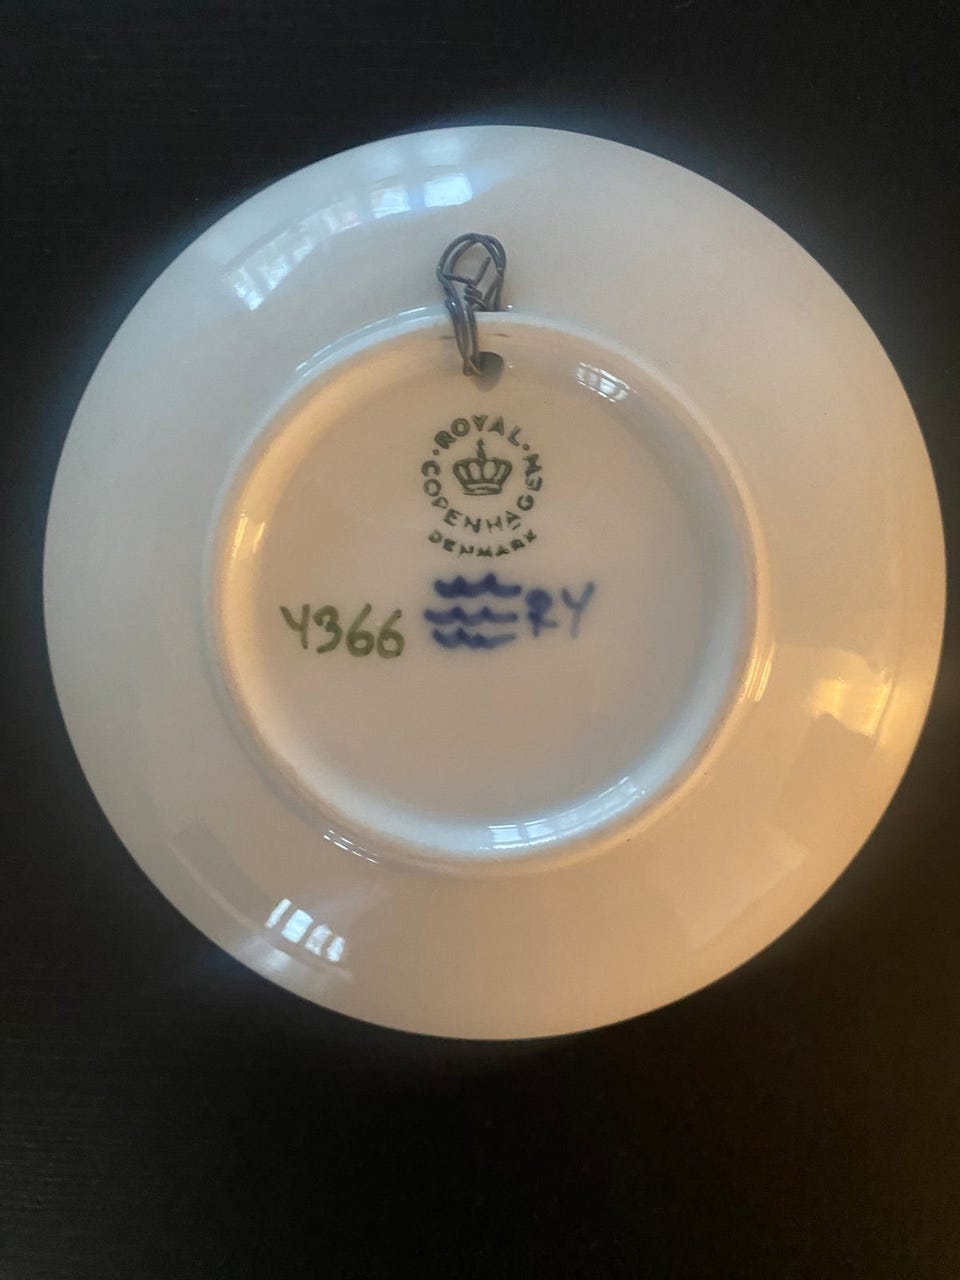 ROYAL
COPENHAGEN
DENMARK
4366
RY